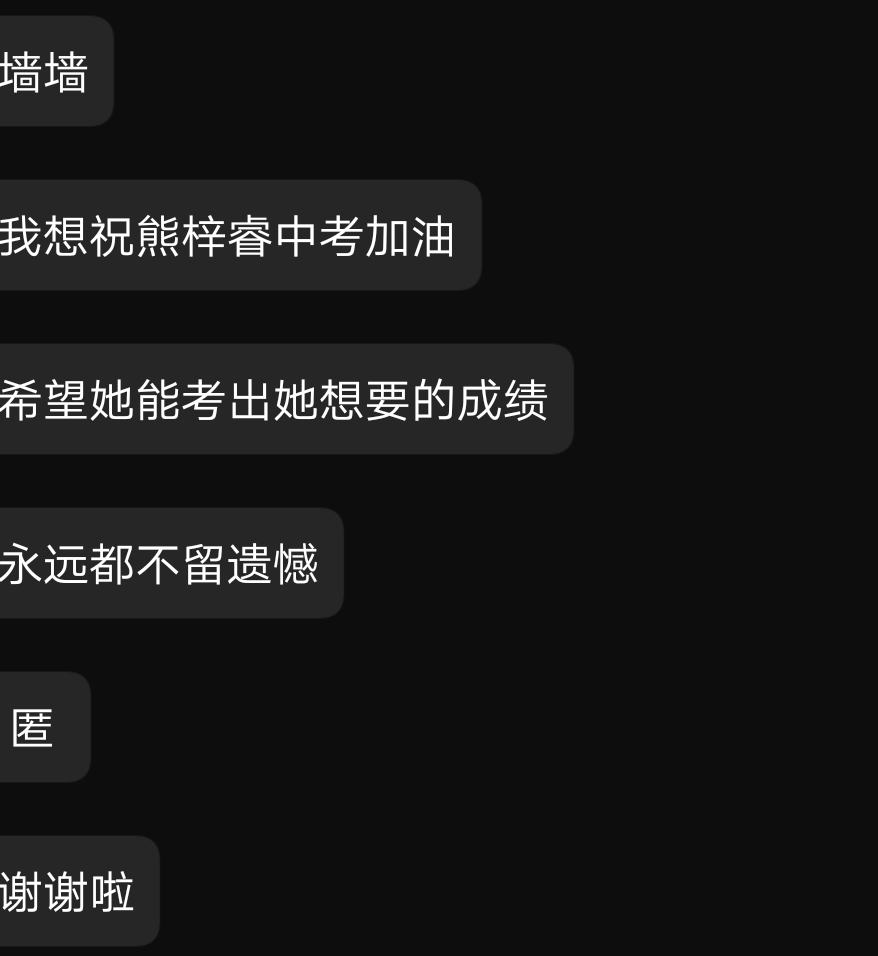 墙墙
我想祝熊梓睿中考加油
希望她能考出她想要的成绩
永远都不留遗憾
匿
谢谢啦